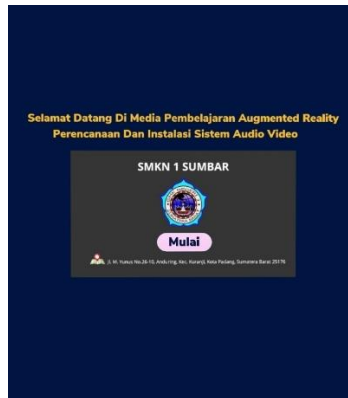 Selamat Datang Di Media Pembelajaran Augmented Reality
Perencanaan Dan Instalasi Sistem Audio Video
SMKN 1 SUMBAR
Mulai
Jl. M. Yunus No.26-10, Anduring, Kec. Kuranji, Kota Padang, Sumatera Barat 25176